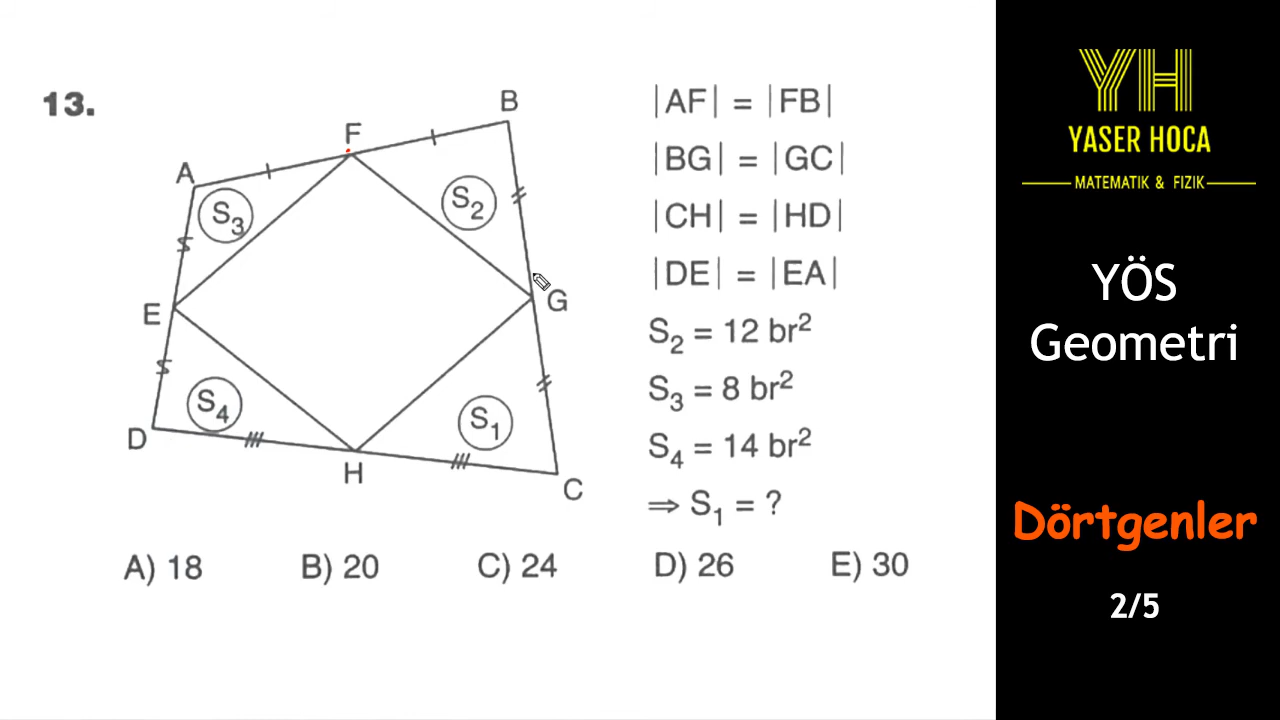 13.
|AF| = |FB|
|BG| = |GC|
|CH| = |HD|
|DE| = |EA|
S₂ = 12 br²
S₃ = 8 br²
S₄ = 14 br²
⇒ S₁ = ?
A
F
B
S₃
S₂
E
G
S₄
S₁
D
H
C
A) 18
B) 20
C) 24
D) 26
E) 30
YH
YASER HOCA
MATEMATIK & FIZIK
YÖS
Geometri
Dörtgenler
2/5